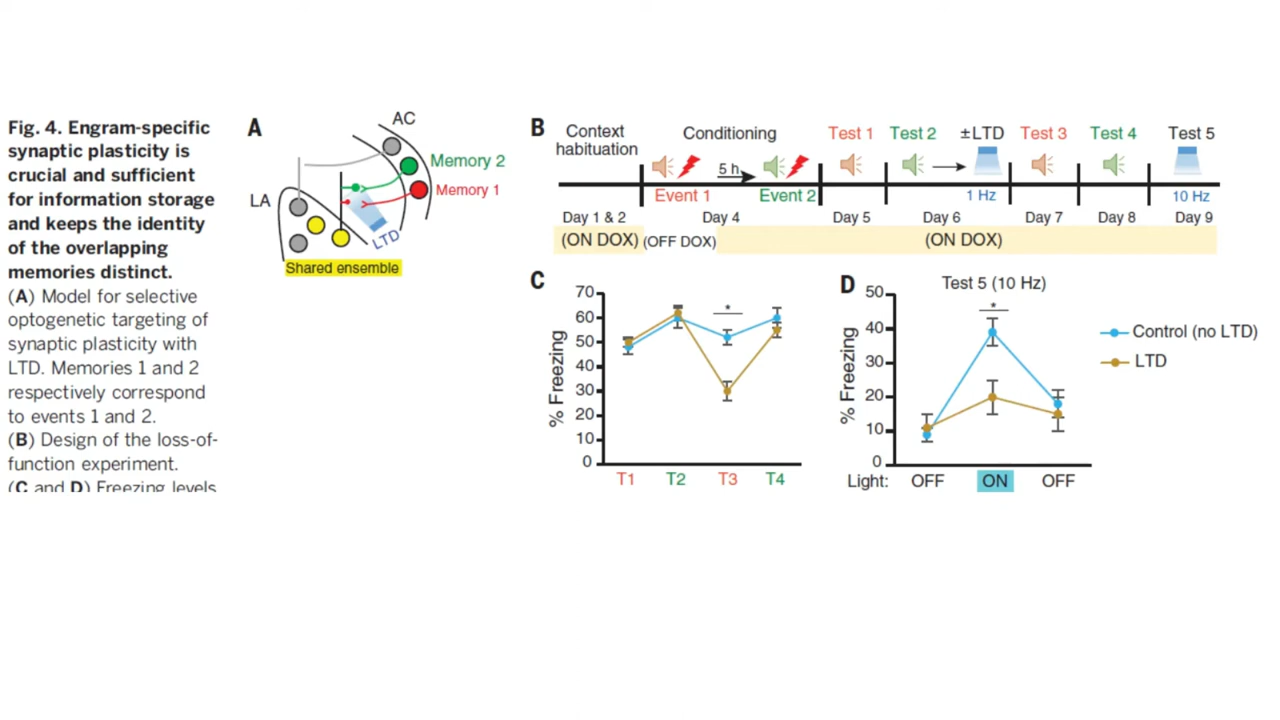 Fig. 4. Engram-specific
synaptic plasticity is
crucial and sufficient
for information storage
and keeps the identity
of the overlapping
memories distinct.
(A) Model for selective
optogenetic targeting of
synaptic plasticity with
LTD. Memories 1 and 2
respectively correspond
to events 1 and 2.
(B) Design of the loss-of-
function experiment.
(C and D) Freezing levels
A
AC
Memory 2
Memory 1
LA
LTD
Shared ensemble
B
Context
habituation
Conditioning
Test 1
Test 2
±LTD
Test 3
Test 4
Test 5
5 h
Event 1
Event 2
1 Hz
10 Hz
Day 1 & 2
Day 4
Day 5
Day 6
Day 7
Day 8
Day 9
(ON DOX)
(OFF DOX)
(ON DOX)
C
% Freezing
70
60
50
40
30
20
10
0
*
T1
T2
T3
T4
D
Test 5 (10 Hz)
% Freezing
50
40
30
20
10
0
*
Light:
OFF
ON
OFF
Control (no LTD)
LTD